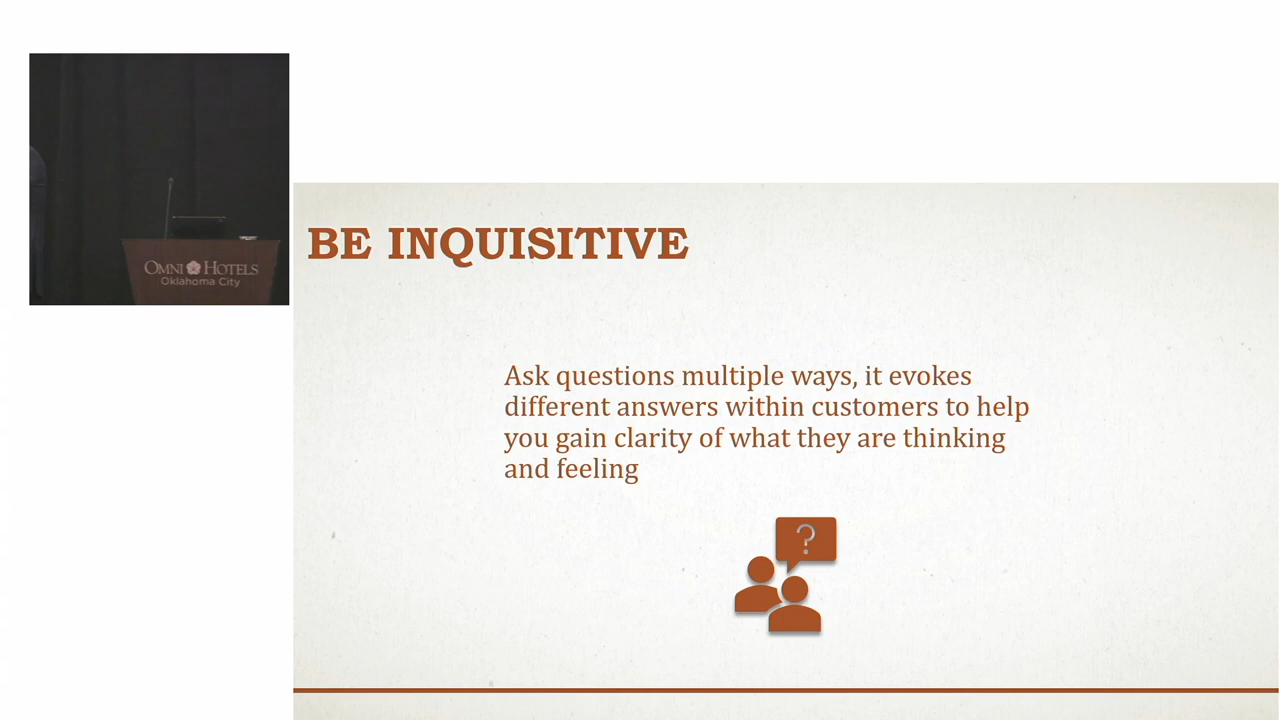 OMNI HOTELS
Oklahoma City
BE INQUISITIVE
Ask questions multiple ways, it evokes
different answers within customers to help
you gain clarity of what they are thinking
and feeling
?